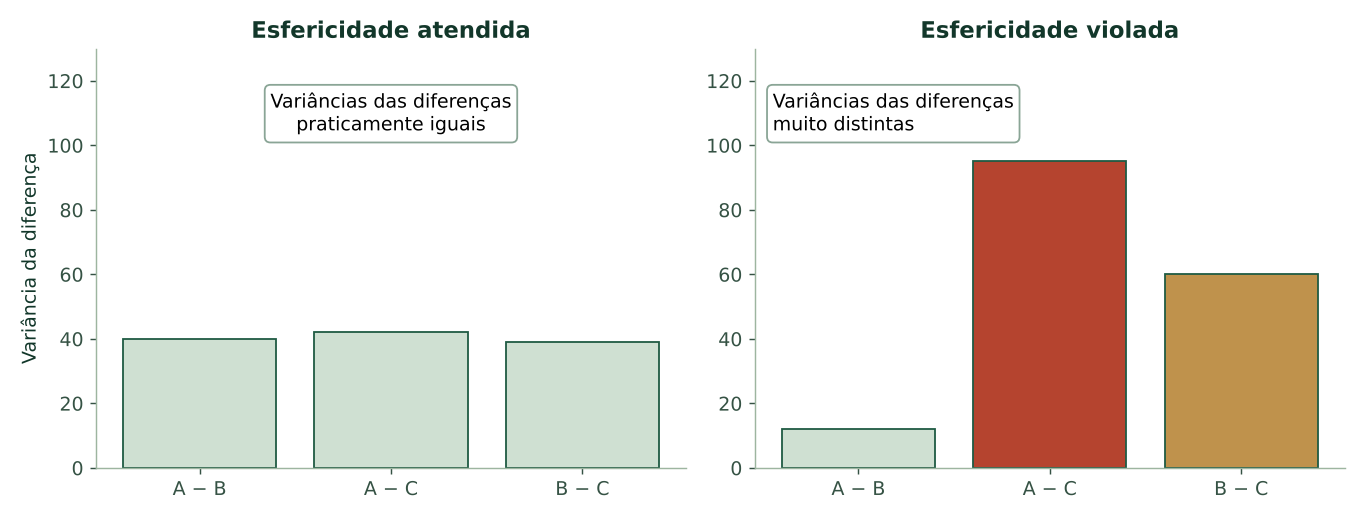 Esfericidade atendida
Variância da diferença
120
100
80
60
40
20
0
Variâncias das diferenças
praticamente iguais
A − B
A − C
B − C
Esfericidade violada
120
100
80
60
40
20
0
Variâncias das diferenças
muito distintas
A − B
A − C
B − C